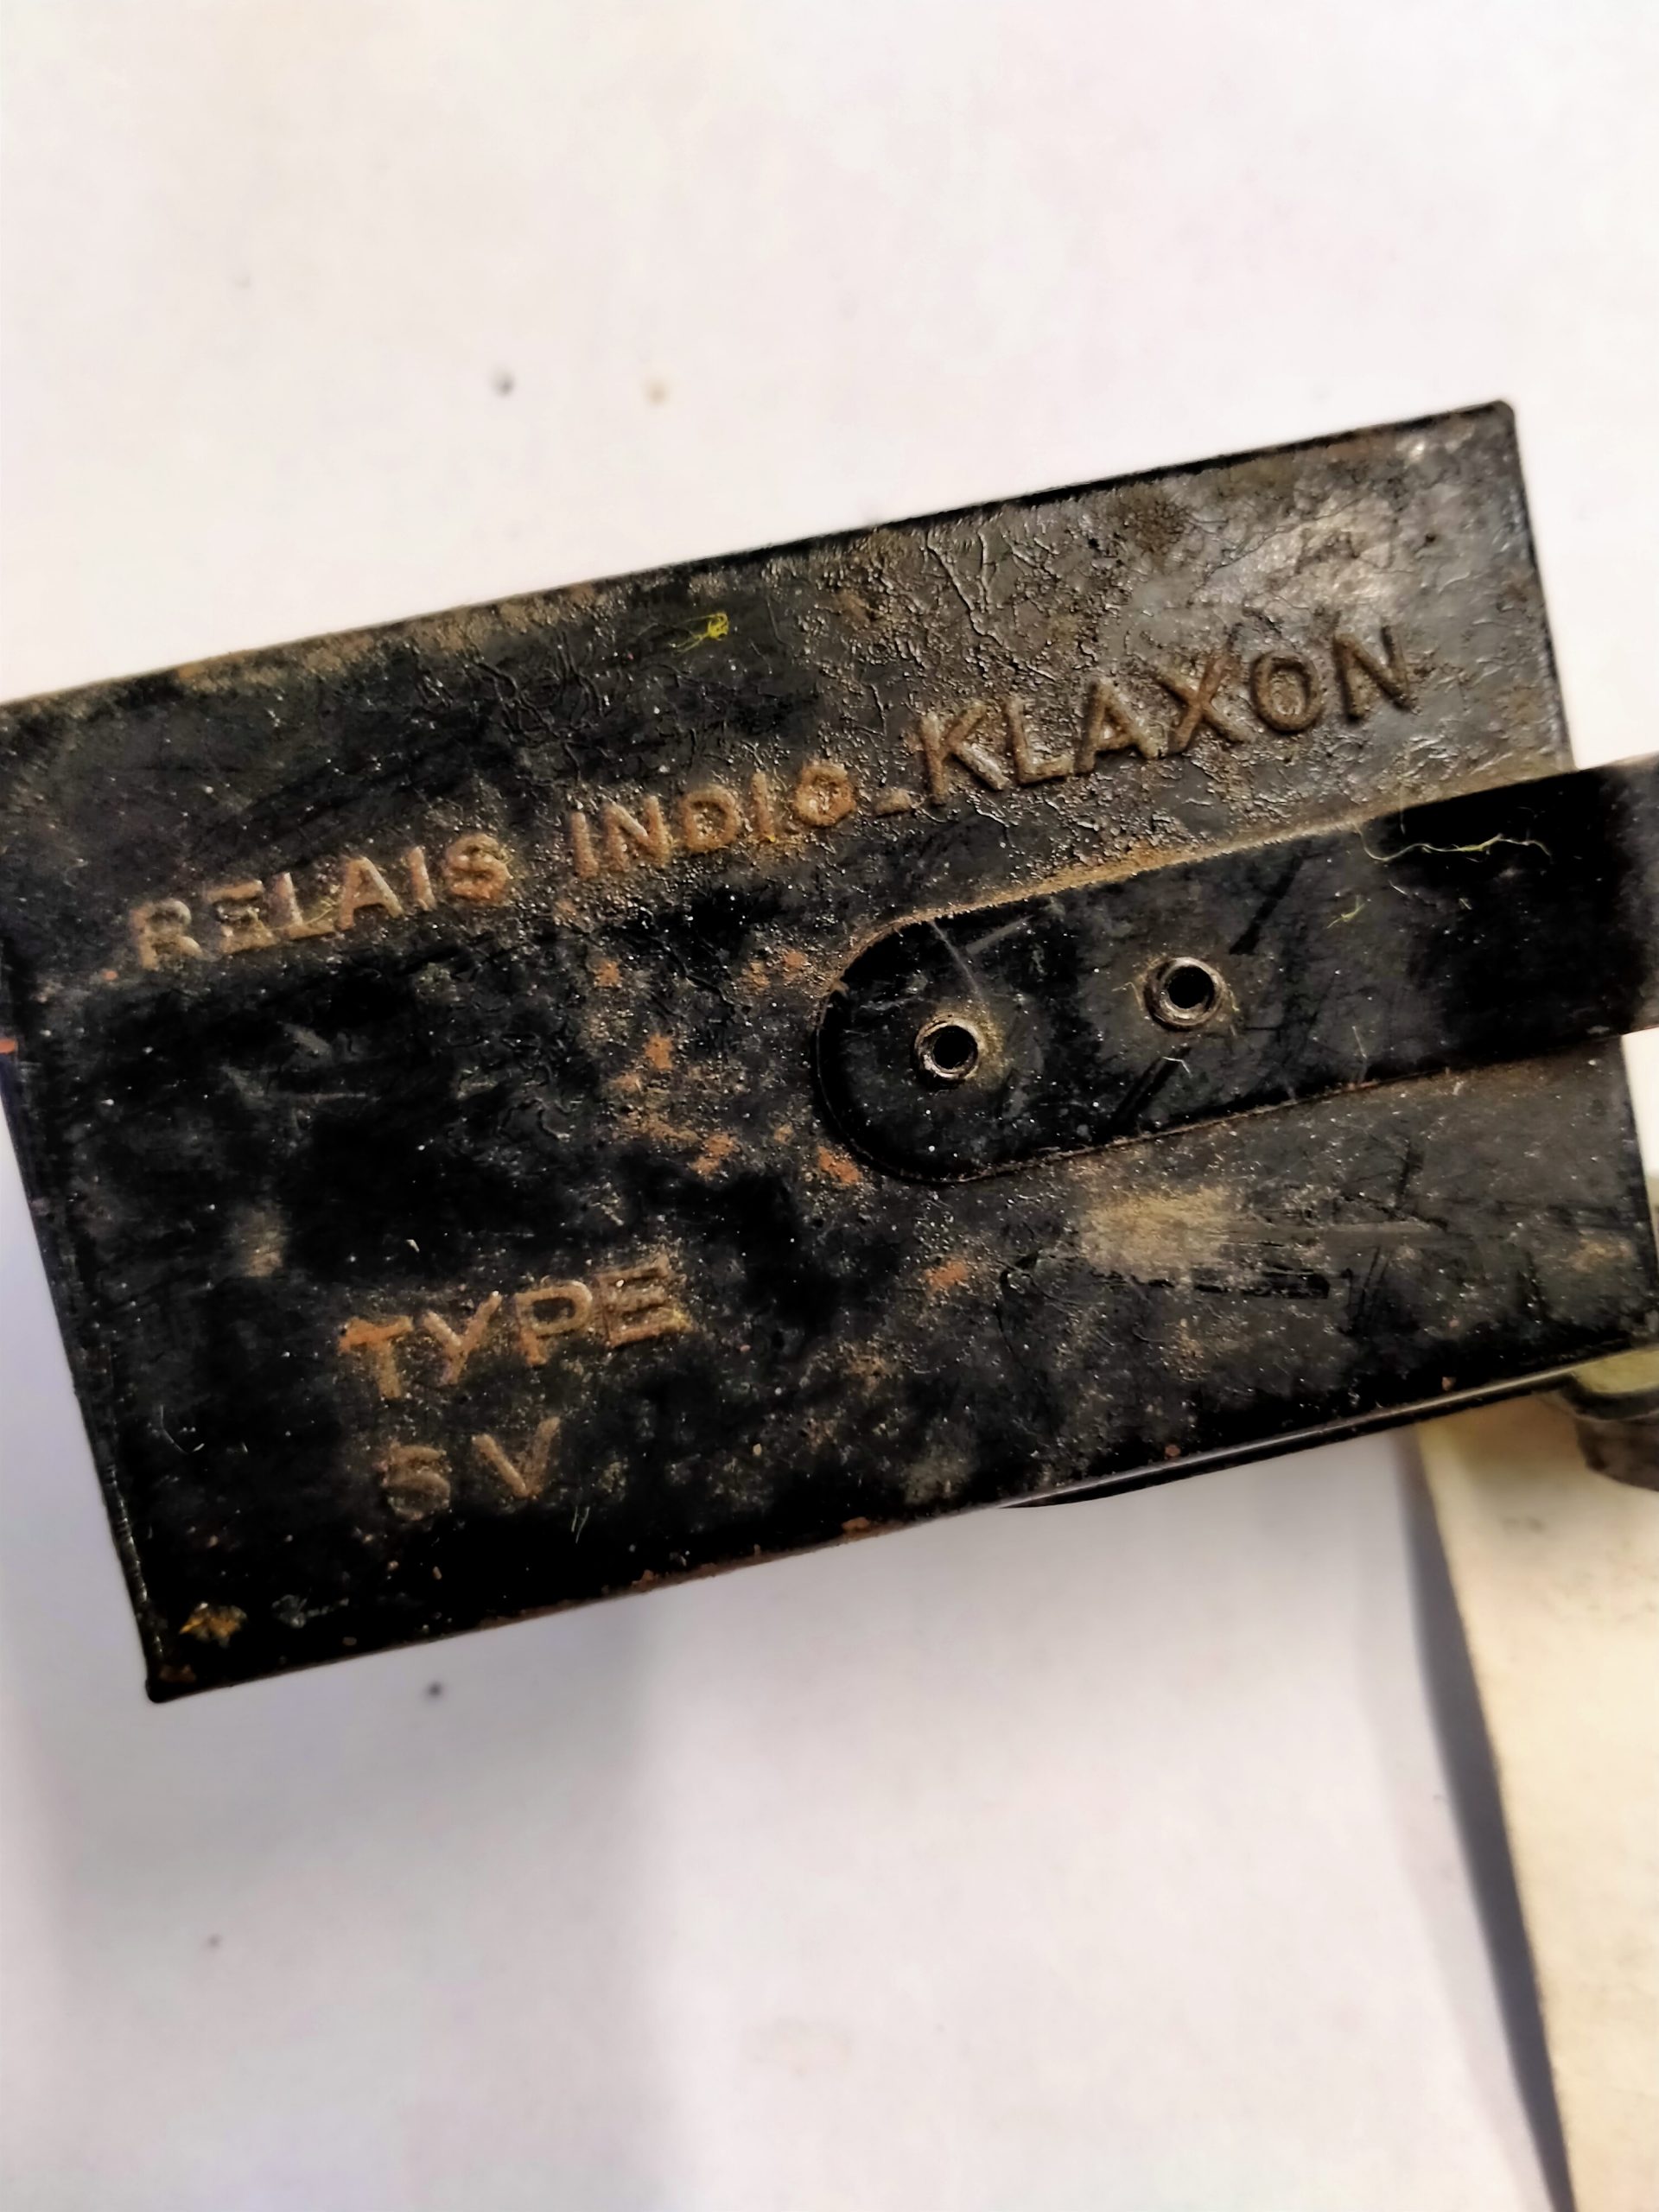 RELAIS INDIO-KLAXON
TYPE
6V